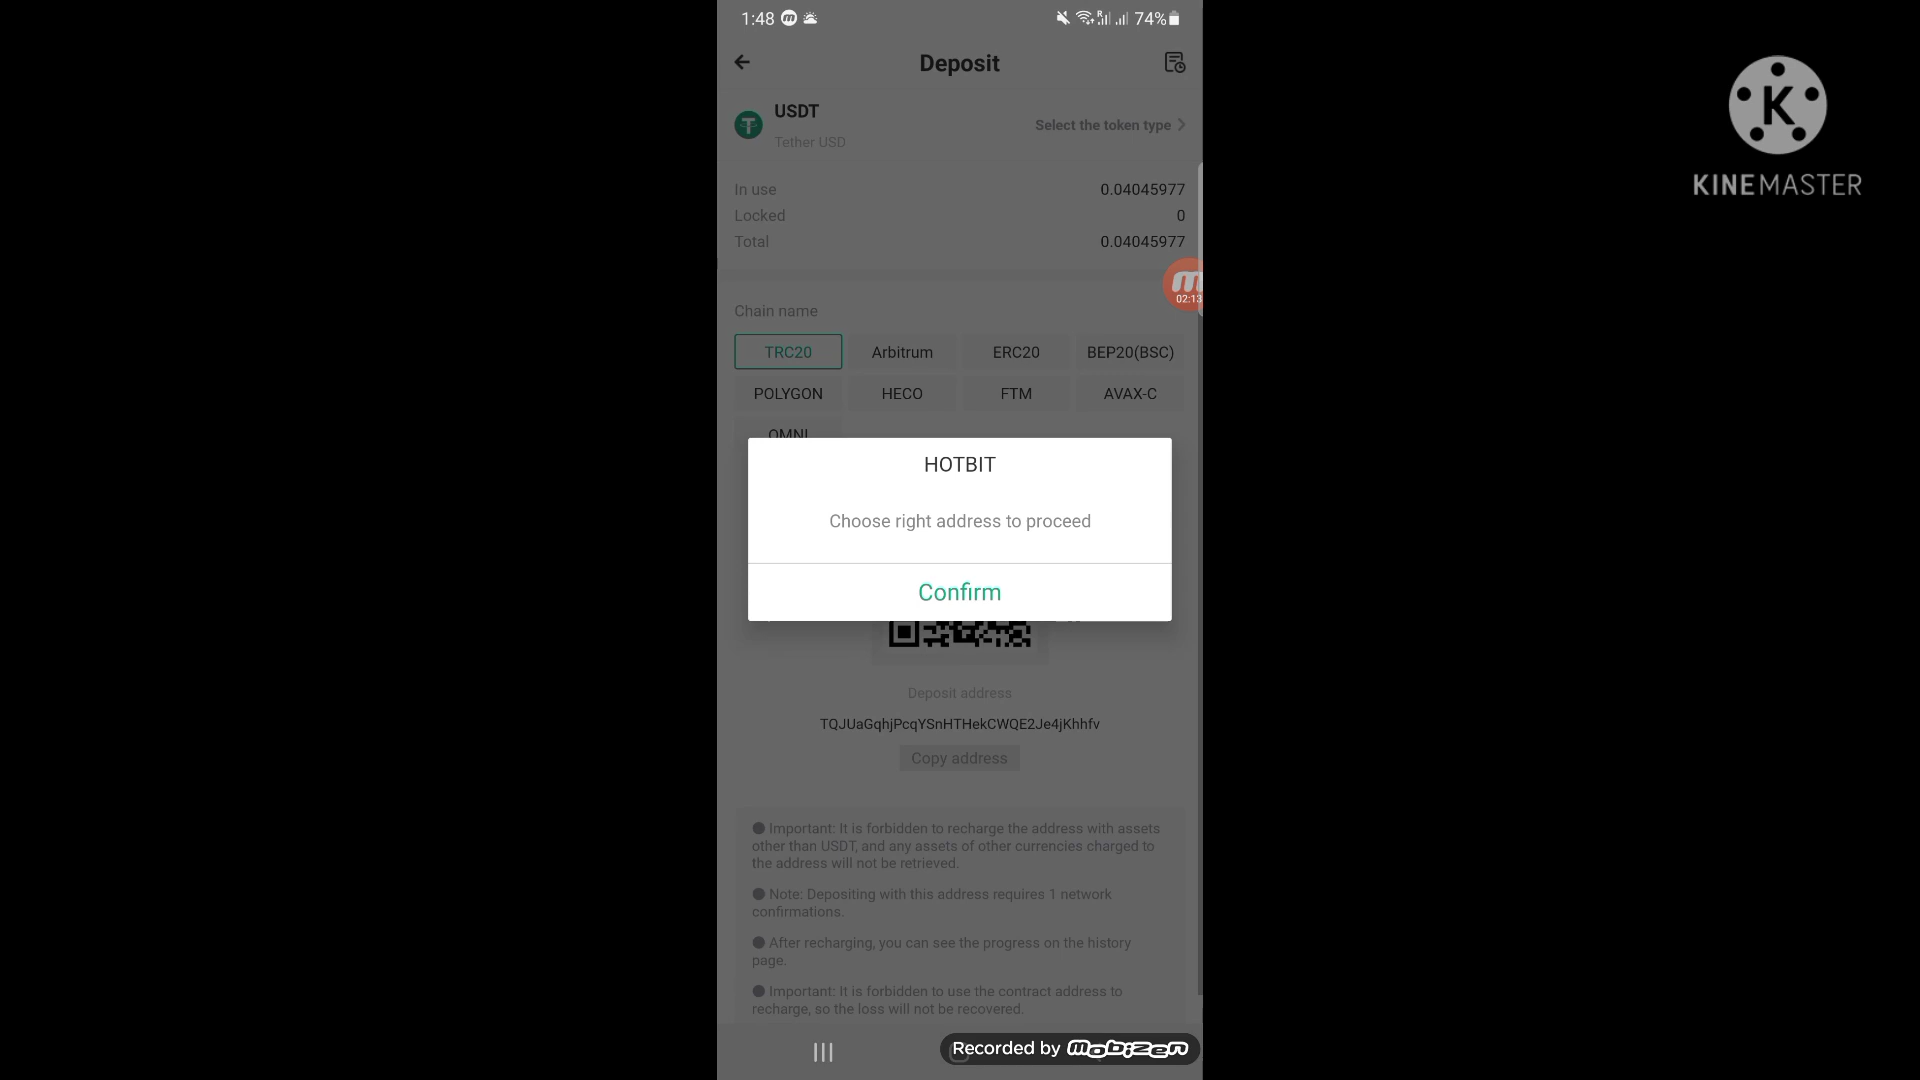 1:48
74%
Deposit
USDT
Select the token type
Tether USD
In use 0.04045977
Locked 0
Total 0.04045977
02:13
Chain name
TRC20 Arbitrum ERC20 BEP20(BSC)
POLYGON HECO FTM AVAX-C
OMNI
HOTBIT
Choose right address to proceed
Confirm
Deposit address
TQJUaGqhjPcqYSnHTHekCWQE2Je4jKhhfv
Copy address
Important: It is forbidden to recharge the address with assets
other than USDT, and any assets of other currencies charged to
the address will not be retrieved.
Note: Depositing with this address requires 1 network
confirmations.
After recharging, you can see the progress on the history
page.
Important: It is forbidden to use the contract address to
recharge, so the loss will not be recovered.
Recorded by mobizen
K
KINEMASTER